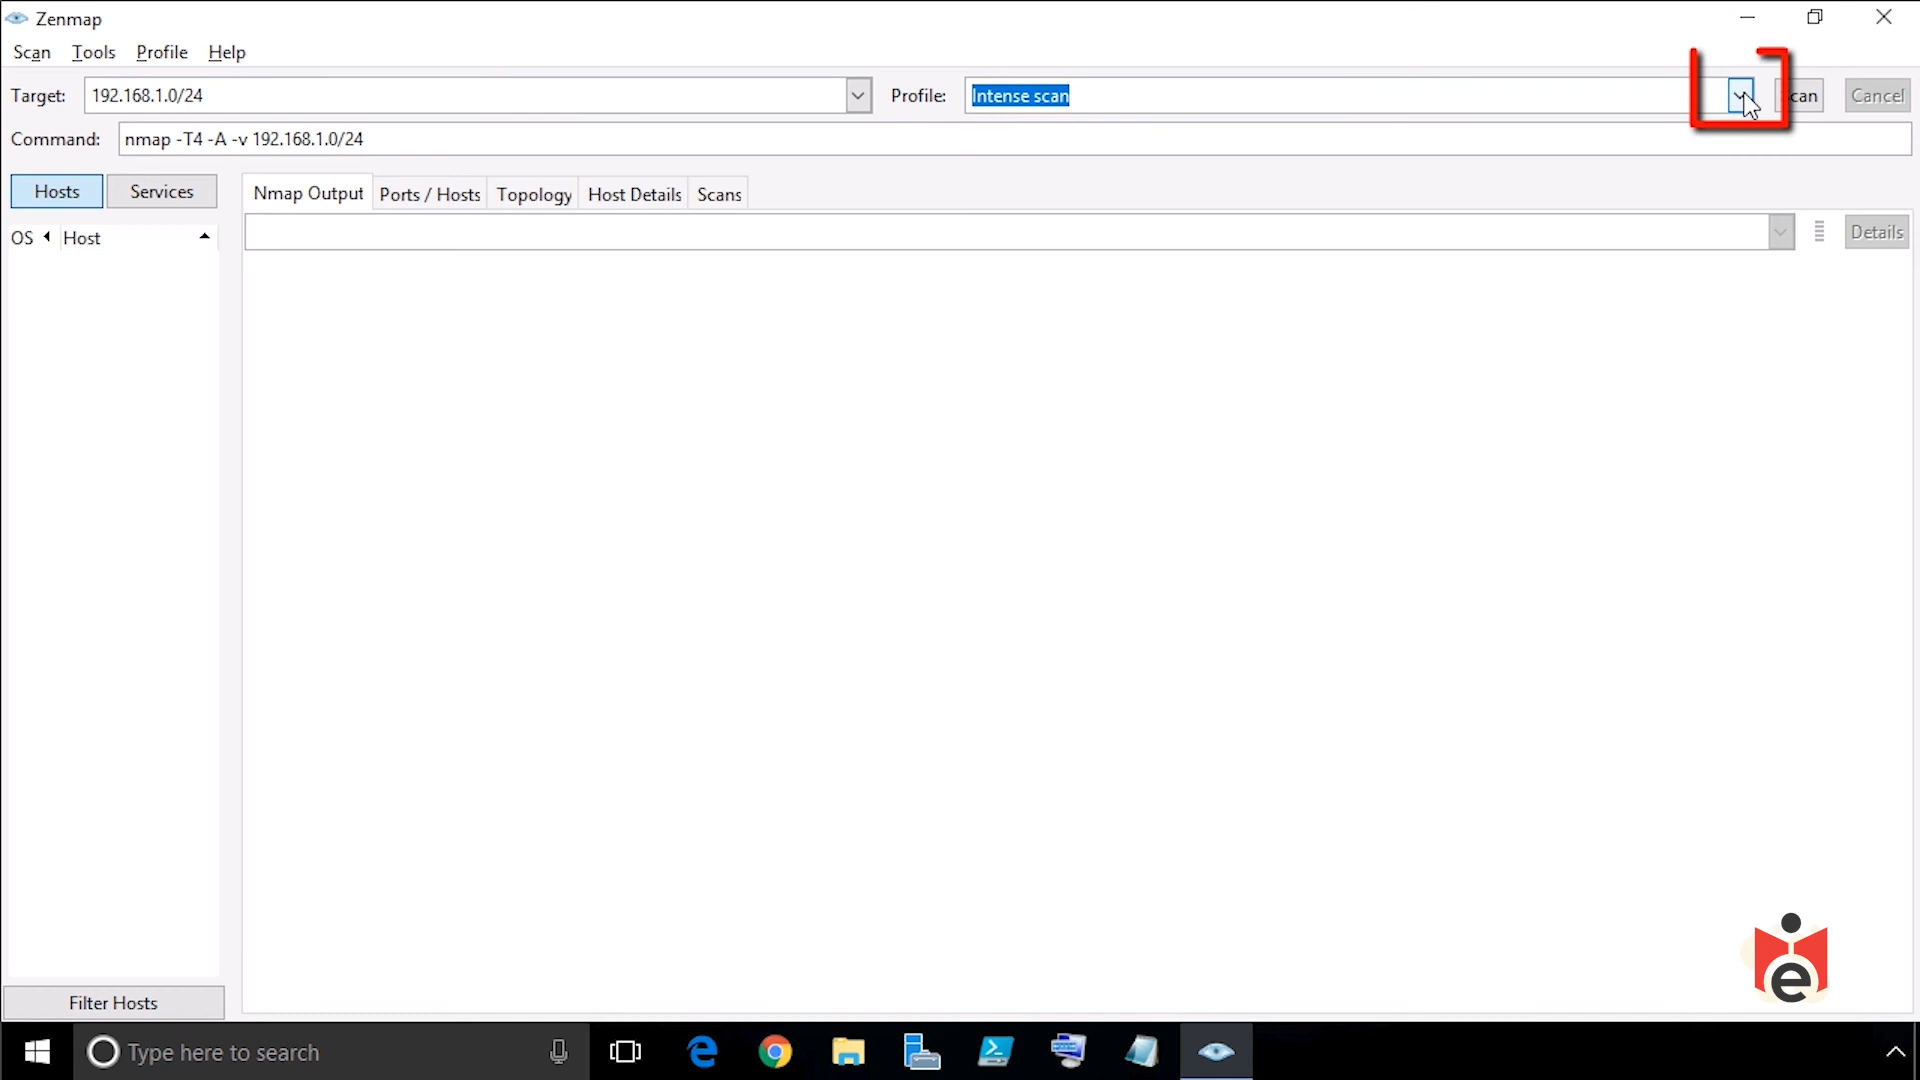 Zenmap
Scan Tools Profile Help
Target: 192.168.1.0/24 Profile: Intense scan can Cancel
Command: nmap -T4 -A -v 192.168.1.0/24
Hosts Services Nmap Output Ports / Hosts Topology Host Details Scans
OS Host Details
e
Filter Hosts
Type here to search